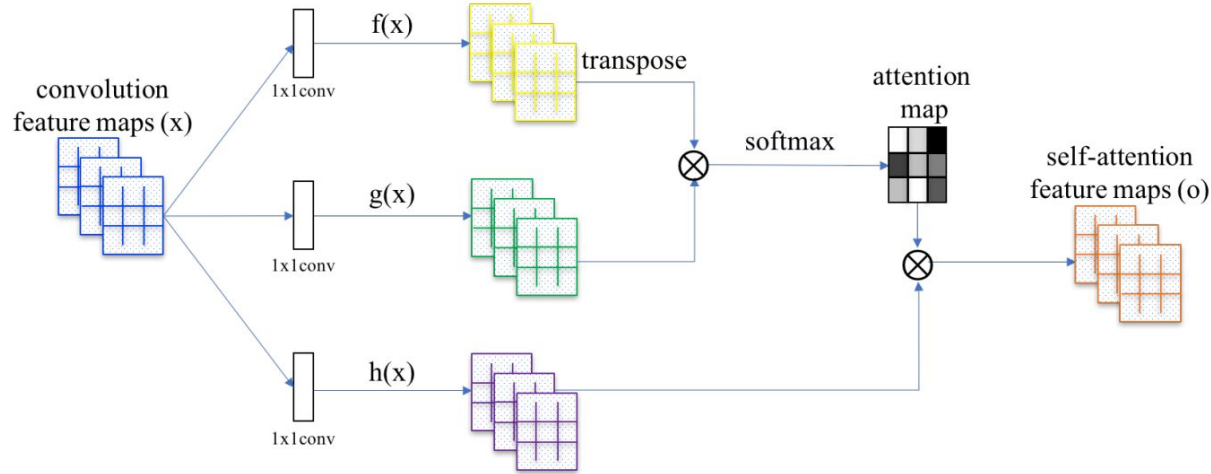 convolution
feature maps (x)
f(x)
1x1conv
transpose
g(x)
1x1conv
h(x)
1x1conv
softmax
attention
map
self-attention
feature maps (o)